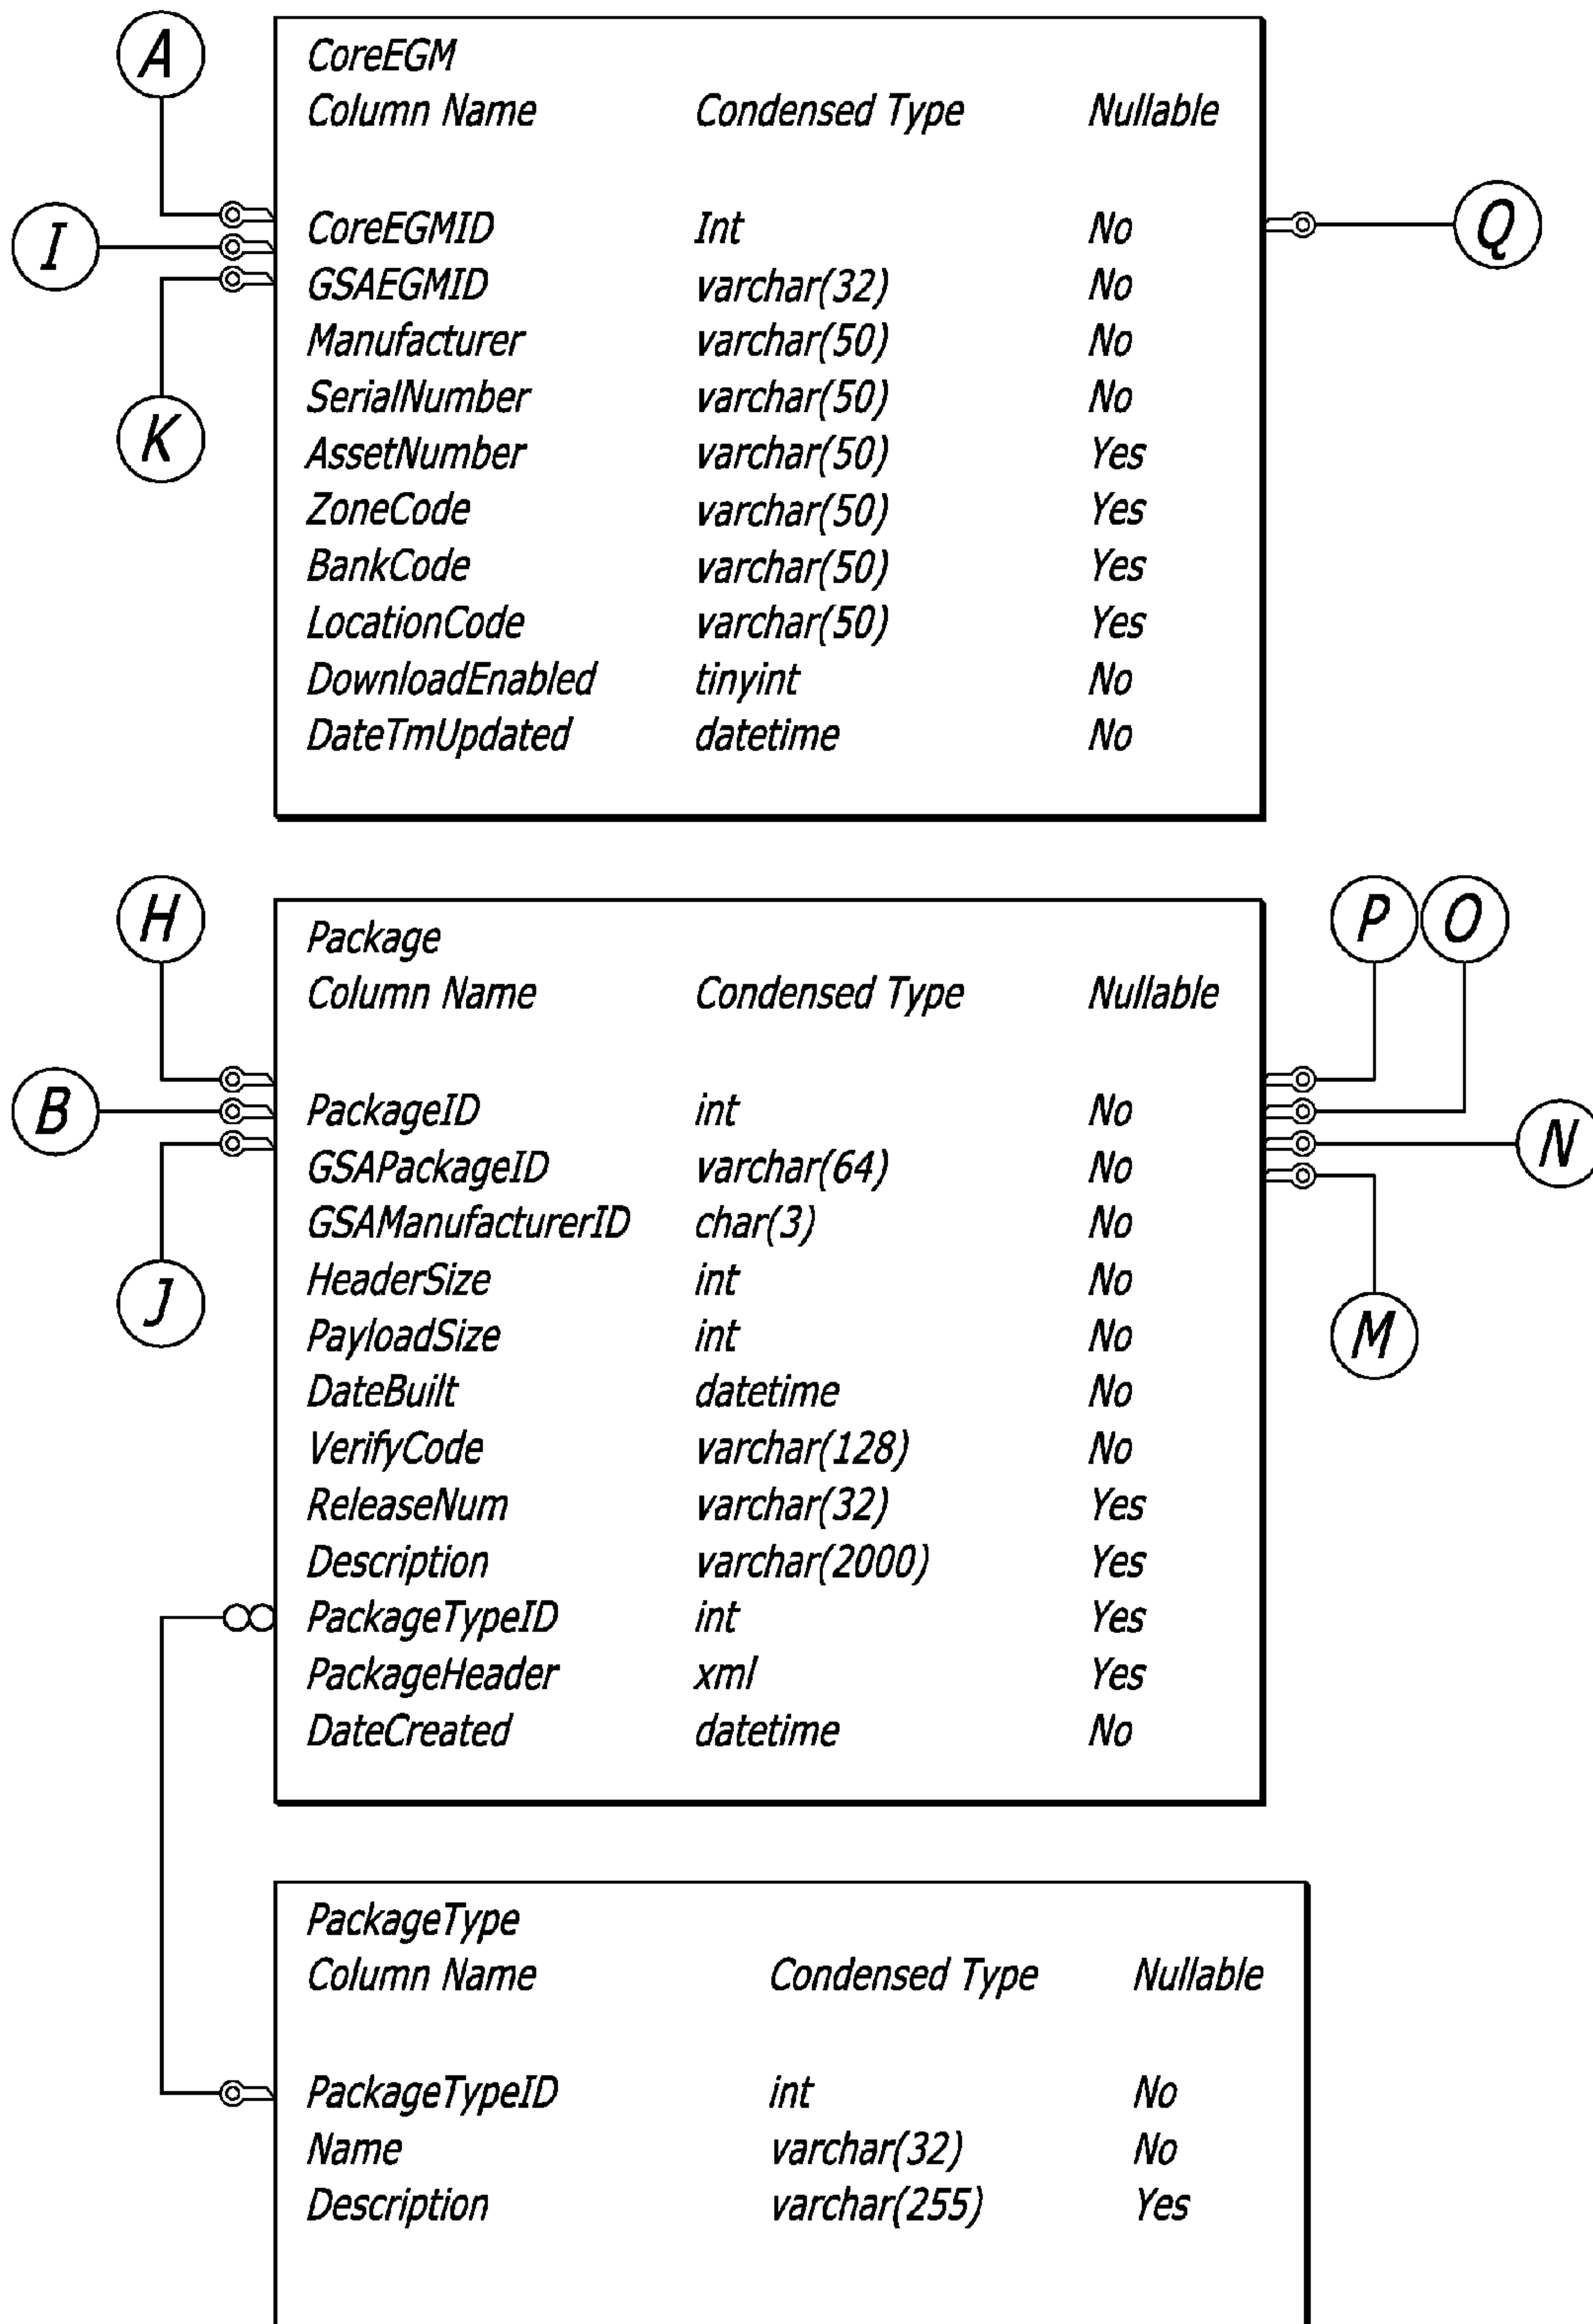 A
CoreEGM
Column Name Condensed Type Nullable
CoreEGMID Int No
Q
I
GSAEGMID varchar(32) No
Manufacturer varchar(50) No
SerialNumber varchar(50) No
K
AssetNumber varchar(50) Yes
ZoneCode varchar(50) Yes
BankCode varchar(50) Yes
LocationCode varchar(50) Yes
DownloadEnabled tinyint No
DateTmUpdated datetime No
H
P
O
Package
Column Name Condensed Type Nullable
B
PackageID int No
N
GSAPackageID varchar(64) No
GSAManufacturerID char(3) No
HeaderSize int No
J
PayloadSize int No
M
DateBuilt datetime No
VerifyCode varchar(128) No
ReleaseNum varchar(32) Yes
Description varchar(2000) Yes
PackageTypeID int Yes
PackageHeader xml Yes
DateCreated datetime No
PackageType
Column Name Condensed Type Nullable
PackageTypeID int No
Name varchar(32) No
Description varchar(255) Yes